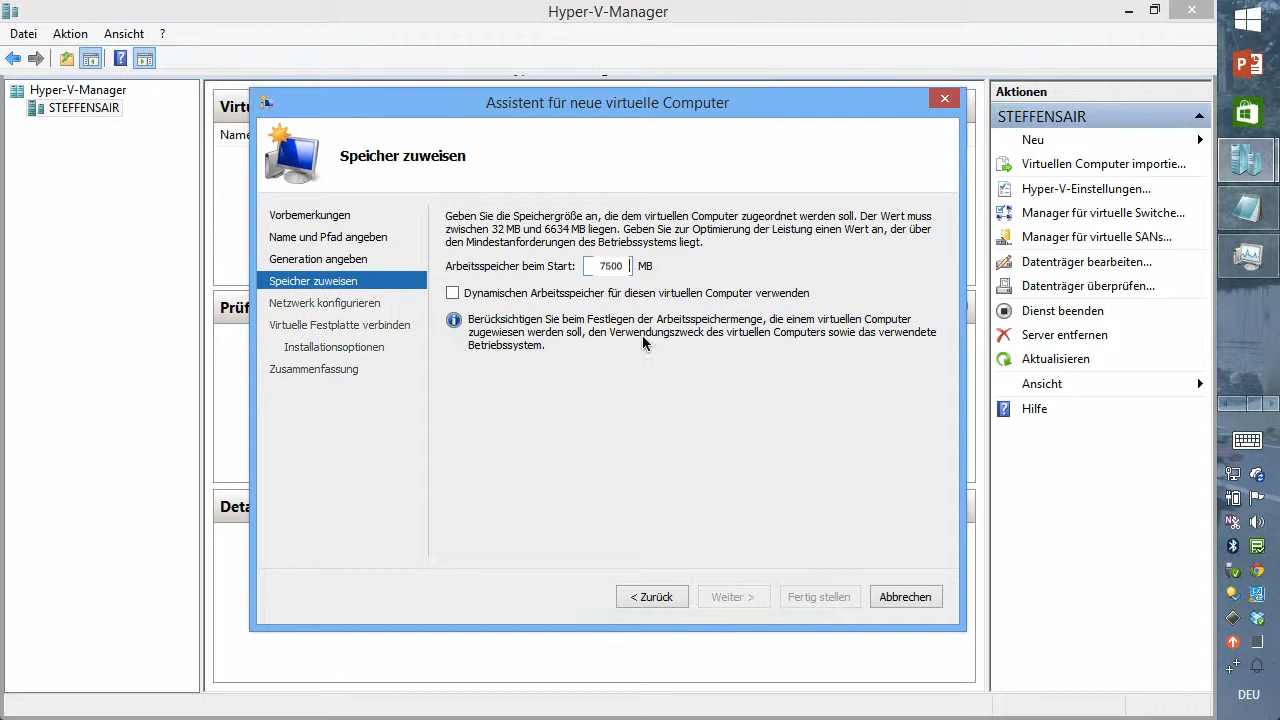 Hyper-V-Manager
Datei Aktion Ansicht ?
Hyper-V-Manager
STEFFENSAIR
Virtu
Name
Prüf
Deta
Assistent für neue virtuelle Computer
Speicher zuweisen
Vorbemerkungen
Name und Pfad angeben
Generation angeben
Speicher zuweisen
Netzwerk konfigurieren
Virtuelle Festplatte verbinden
Installationsoptionen
Zusammenfassung
Geben Sie die Speichergröße an, die dem virtuellen Computer zugeordnet werden soll. Der Wert muss
zwischen 32 MB und 6634 MB liegen. Geben Sie zur Optimierung der Leistung einen Wert an, der über
den Mindestanforderungen des Betriebssystems liegt.
Arbeitsspeicher beim Start: 7500 MB
Dynamischen Arbeitsspeicher für diesen virtuellen Computer verwenden
Berücksichtigen Sie beim Festlegen der Arbeitsspeichermenge, die einem virtuellen Computer
zugewiesen werden soll, den Verwendungszweck des virtuellen Computers sowie das verwendete
Betriebssystem.
< Zurück Weiter > Fertig stellen Abbrechen
Aktionen
STEFFENSAIR
Neu
Virtuellen Computer importie...
Hyper-V-Einstellungen...
Manager für virtuelle Switche...
Manager für virtuelle SANs...
Datenträger bearbeiten...
Datenträger überprüfen...
Dienst beenden
Server entfernen
Aktualisieren
Ansicht
Hilfe
DEU